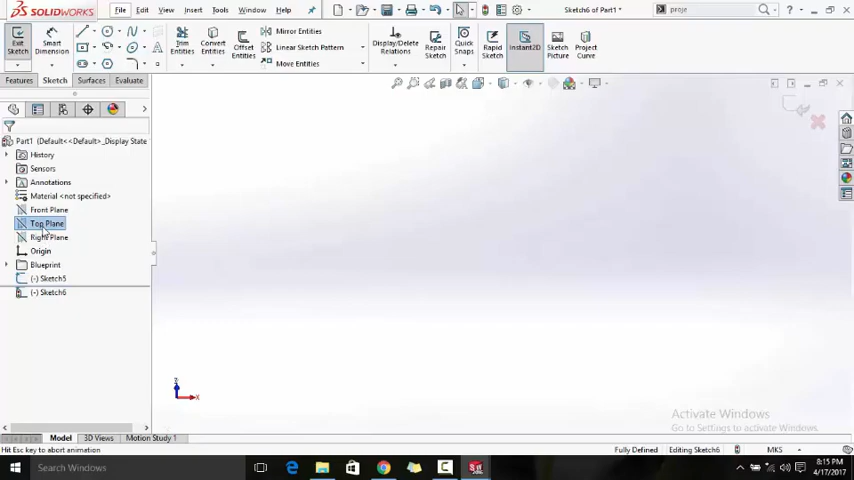 SOLIDWORKS File Edit View Insert Tools Window Help Sketch6 of Part1 * proje
Exit Sketch Smart Dimension Trim Entities Convert Entities Offset Entities Mirror Entities Linear Sketch Pattern Move Entities Display/Delete Relations Repair Sketch Quick Snaps Rapid Sketch Instant2D Sketch Picture Project Curve
Features Sketch Surfaces Evaluate
Part1 (Default<<Default>_Display State
History
Sensors
Annotations
Material <not specified>
Front Plane
Top Plane
Right Plane
Origin
Blueprint
(-) Sketch5
(-) Sketch6
Z
X
Activate Windows
Go to Settings to activate Windows.
Model 3D Views Motion Study 1
Hit Esc key to abort animation Fully Defined Editing Sketch6 MKS
Search Windows 8:15 PM
4/17/2017